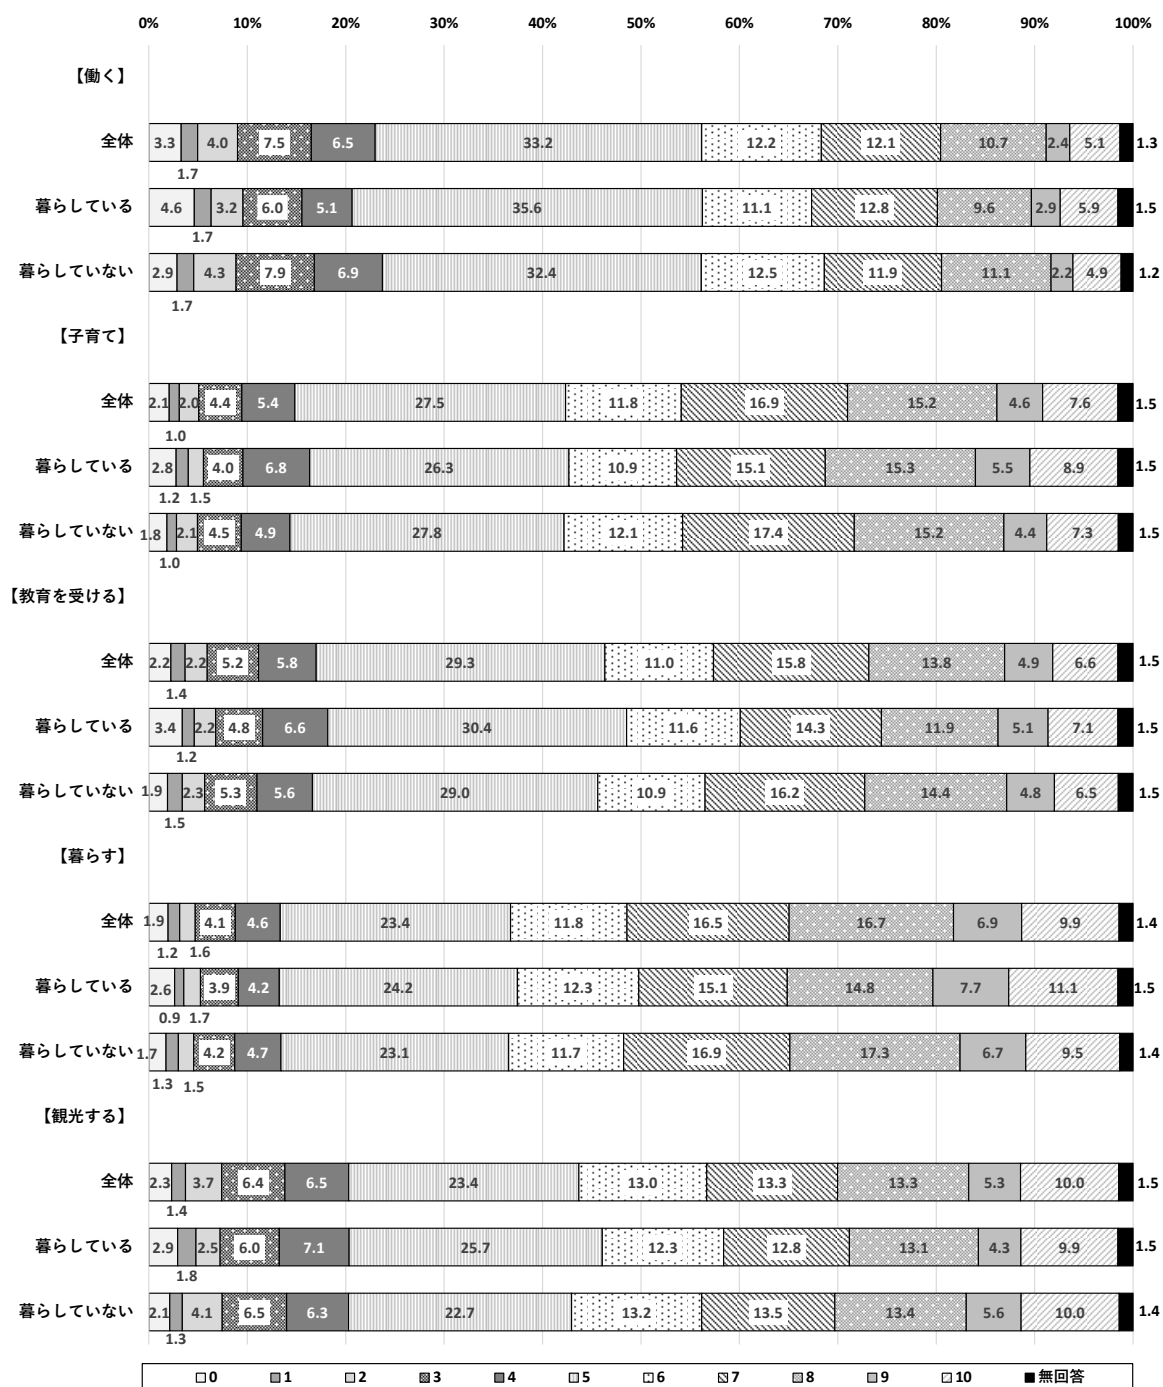 0% 10% 20% 30% 40% 50% 60% 70% 80% 90% 100%
【働く】
全体 3.3 4.0 7.5 6.5 33.2 12.2 12.1 10.7 2.4 5.1 1.3
1.7
暮らしている 4.6 3.2 6.0 5.1 35.6 11.1 12.8 9.6 2.9 5.9 1.5
1.7
暮らしていない 2.9 4.3 7.9 6.9 32.4 12.5 11.9 11.1 2.2 4.9 1.2
1.7
【子育て】
全体 2.1 2.0 4.4 5.4 27.5 11.8 16.9 15.2 4.6 7.6 1.5
1.0
暮らしている 2.8 4.0 6.8 26.3 10.9 15.1 15.3 5.5 8.9 1.5
1.2 1.5
暮らしていない 1.8 2.1 4.5 4.9 27.8 12.1 17.4 15.2 4.4 7.3 1.5
1.0
【教育を受ける】
全体 2.2 2.2 5.2 5.8 29.3 11.0 15.8 13.8 4.9 6.6 1.5
1.4
暮らしている 3.4 2.2 4.8 6.6 30.4 11.6 14.3 11.9 5.1 7.1 1.5
1.2
暮らしていない 1.9 2.3 5.3 5.6 29.0 10.9 16.2 14.4 4.8 6.5 1.5
1.5
【暮らす】
全体 1.9 4.1 4.6 23.4 11.8 16.5 16.7 6.9 9.9 1.4
1.2 1.6
暮らしている 2.6 3.9 4.2 24.2 12.3 15.1 14.8 7.7 11.1 1.5
0.9 1.7
暮らしていない 1.7 4.2 4.7 23.1 11.7 16.9 17.3 6.7 9.5 1.4
1.3 1.5
【観光する】
全体 2.3 3.7 6.4 6.5 23.4 13.0 13.3 13.3 5.3 10.0 1.5
1.4
暮らしている 2.9 2.5 6.0 7.1 25.7 12.3 12.8 13.1 4.3 9.9 1.5
1.8
暮らしていない 2.1 4.1 6.5 6.3 22.7 13.2 13.5 13.4 5.6 10.0 1.4
1.3
0 1 2 3 4 5 6 7 8 9 10 無回答